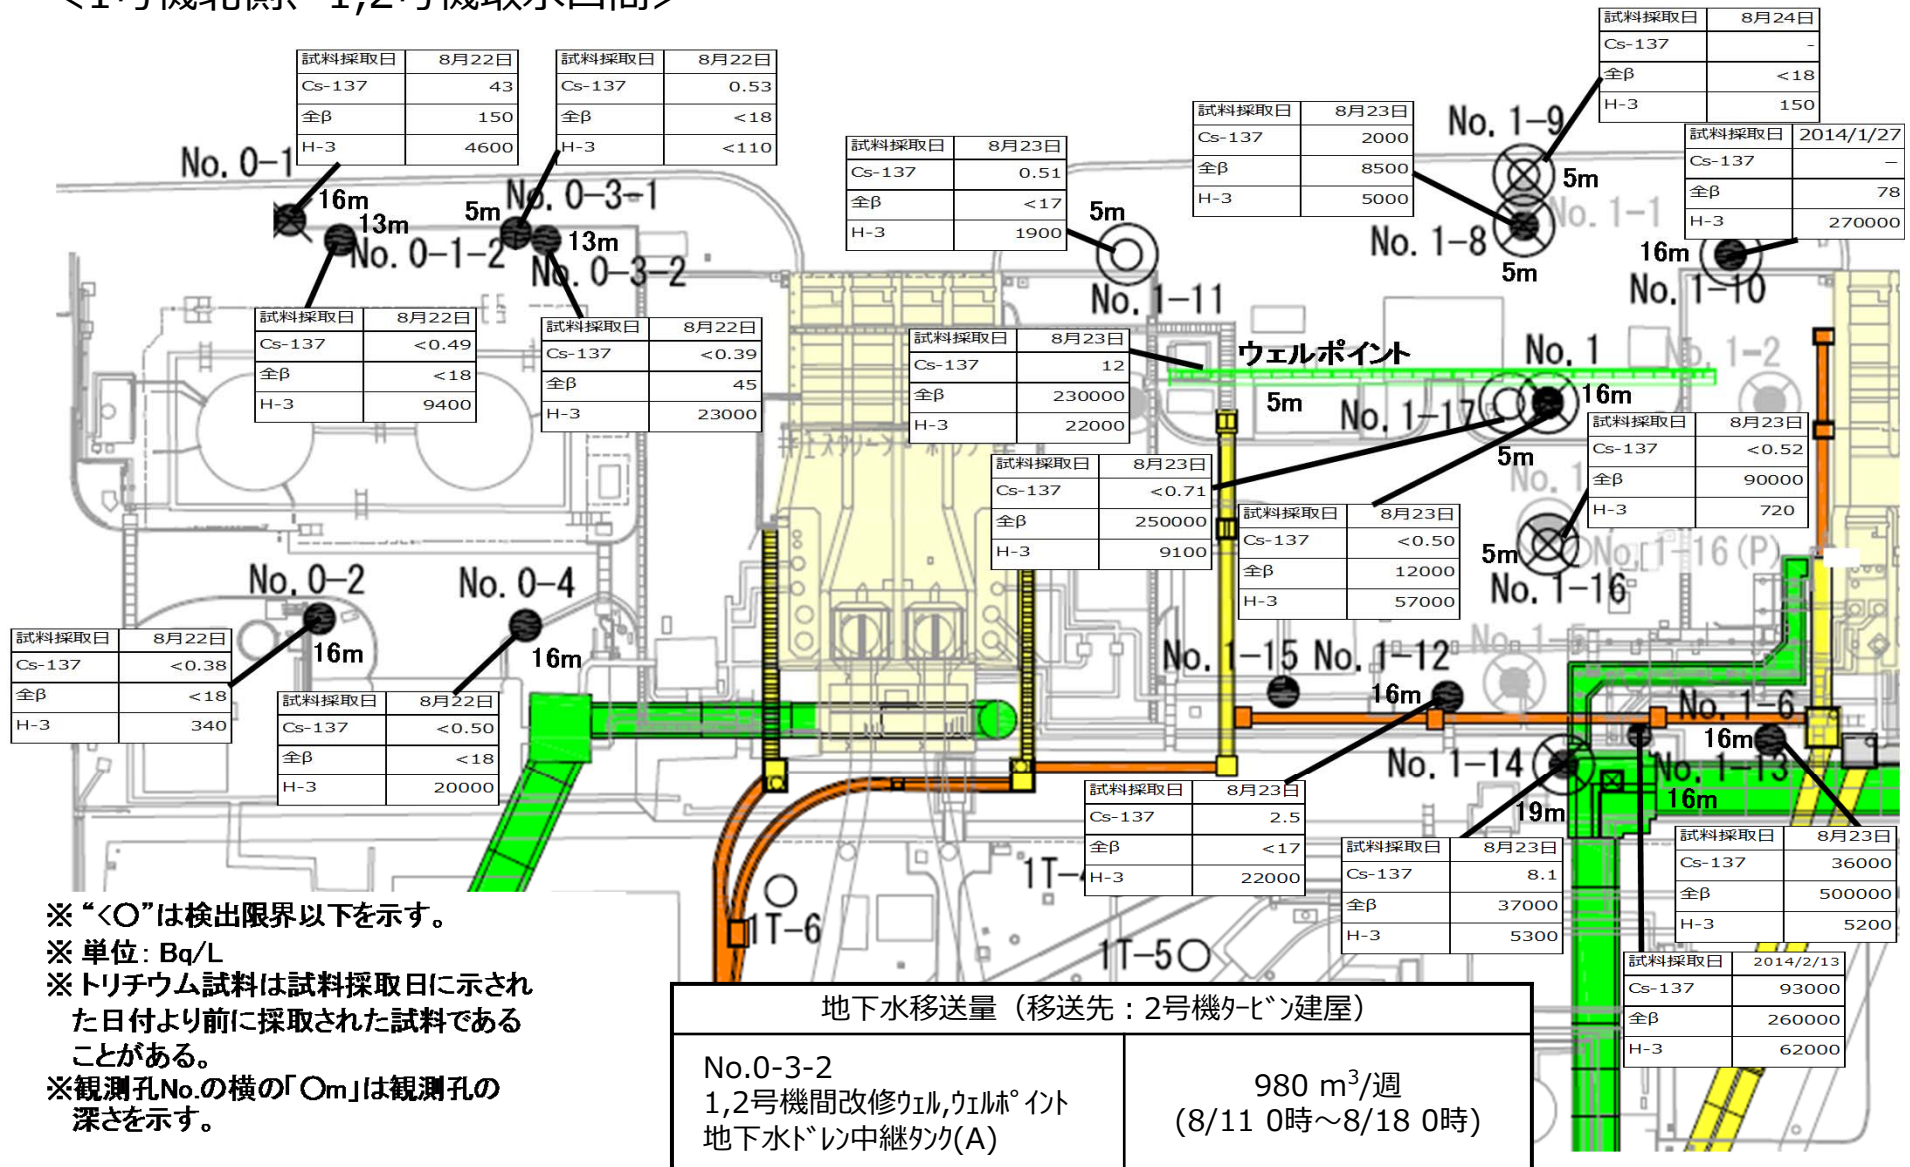 <1号機北側、1,2号機取水口間>
試料採取日 8月24日
Cs-137 -
全β <18
H-3 150
試料採取日 8月22日
Cs-137 43
全β 150
H-3 4600
試料採取日 8月22日
Cs-137 0.53
全β <18
H-3 <110
試料採取日 8月23日
Cs-137 2000
全β 8500
H-3 5000
試料採取日 2014/1/27
Cs-137 –
全β 78
H-3 270000
試料採取日 8月23日
Cs-137 0.51
全β <17
H-3 1900
No. 0-1
16m
13m
No. 0-1-2
5m
No. 0-3-1
13m
No. 0-3-2
5m
No. 1-11
No. 1-9
5m
No. 1-1
No. 1-8
5m
16m
No. 1-10
試料採取日 8月22日
Cs-137 <0.49
全β <18
H-3 9400
試料採取日 8月22日
Cs-137 <0.39
全β 45
H-3 23000
試料採取日 8月23日
Cs-137 12
全β 230000
H-3 22000
ウェルポイント
5m
No. 1
16m
No. 1-2
No. 1-17
5m
試料採取日 8月23日
Cs-137 <0.52
全β 90000
H-3 720
試料採取日 8月23日
Cs-137 <0.71
全β 250000
H-3 9100
試料採取日 8月23日
Cs-137 <0.50
全β 12000
H-3 57000
5m
No. 1-16(P)
No. 1-16
No. 0-2
16m
No. 0-4
16m
試料採取日 8月22日
Cs-137 <0.38
全β <18
H-3 340
試料採取日 8月22日
Cs-137 <0.50
全β <18
H-3 20000
No. 1-15
No. 1-12
16m
No. 1-5
No. 1-6
16m
No. 1-14
19m
No. 1-13
16m
試料採取日 8月23日
Cs-137 2.5
全β <17
H-3 22000
試料採取日 8月23日
Cs-137 8.1
全β 37000
H-3 5300
試料採取日 8月23日
Cs-137 36000
全β 500000
H-3 5200
試料採取日 2014/2/13
Cs-137 93000
全β 260000
H-3 62000
1T-6
1T-5
※ “<○”は検出限界以下を示す。
※ 単位: Bq/L
※ トリチウム試料は試料採取日に示され
た日付より前に採取された試料である
ことがある。
※観測孔No.の横の「○m」は観測孔の
深さを示す。
地下水移送量（移送先：2号機ﾀｰﾋﾞﾝ建屋）
No.0-3-2
1,2号機間改修ｳｪﾙ,ｳｪﾙﾎﾟｲﾝﾄ
地下水ﾄﾞﾚﾝ中継ﾀﾝｸ(A)
980 m³/週
(8/11 0時～8/18 0時)